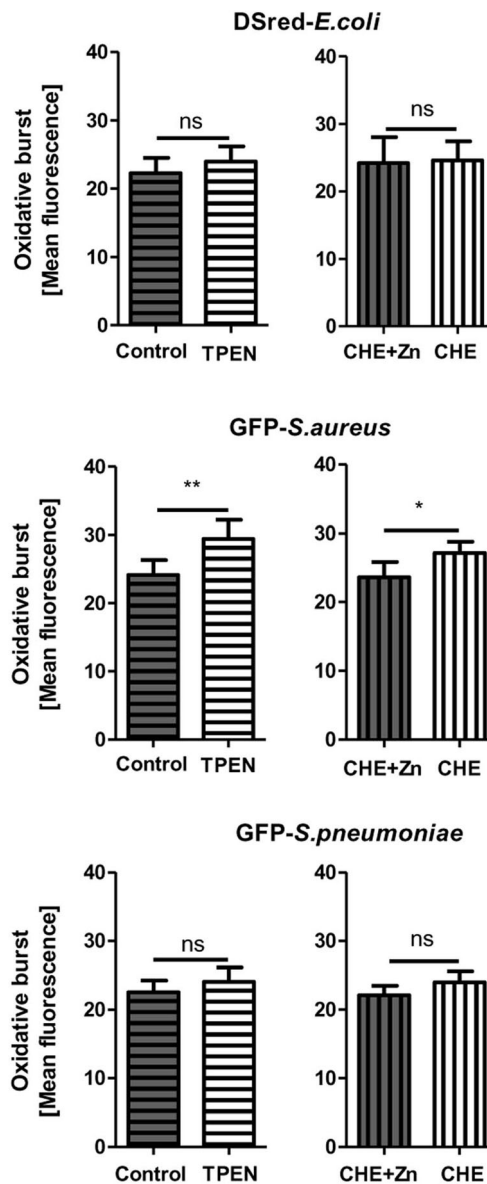 DSred-E.coli
Oxidative burst
[Mean fluorescence]
40
30
20
10
0
ns
Control TPEN
40
30
20
10
0
ns
CHE+Zn CHE
GFP-S.aureus
Oxidative burst
[Mean fluorescence]
40
30
20
10
0
**
Control TPEN
40
30
20
10
0
*
CHE+Zn CHE
GFP-S.pneumoniae
Oxidative burst
[Mean fluorescence]
40
30
20
10
0
ns
Control TPEN
40
30
20
10
0
ns
CHE+Zn CHE